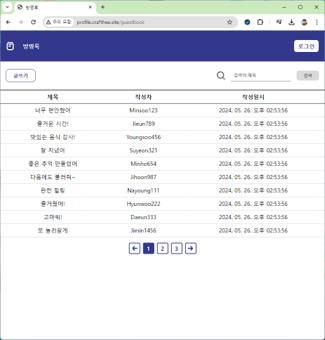 방명록
주의 요함 profile.crafthee.site/guestbook
방명록
로그인
글쓰기
검색어:제목
검색
제목 작성자 작성일시
너무 편안했어 Minsoo123 2024. 05. 26. 오후 02:53:56
즐거운 시간! Jieun789 2024. 05. 26. 오후 02:53:56
맛있는 음식 감사! Youngsoo456 2024. 05. 26. 오후 02:53:56
잘 지냈어 Suyeon321 2024. 05. 26. 오후 02:53:56
좋은 추억 만들었어 Minho654 2024. 05. 26. 오후 02:53:56
다음에도 불러줘~ Jihoon987 2024. 05. 26. 오후 02:53:56
완전 힐링 Nayoung111 2024. 05. 26. 오후 02:53:56
즐거웠어! Hyunwoo222 2024. 05. 26. 오후 02:53:56
고마워! Daeun333 2024. 05. 26. 오후 02:53:56
또 놀러갈게 Jimin1456 2024. 05. 26. 오후 02:53:56
1 2 3